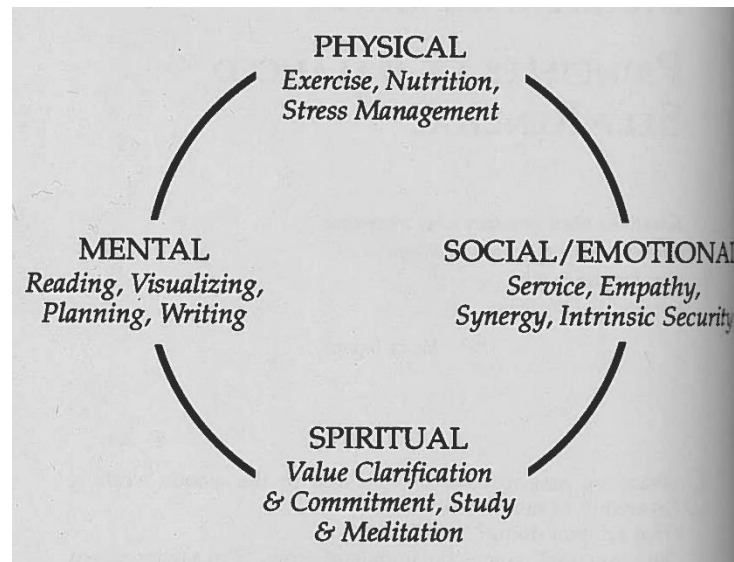 PHYSICAL
Exercise, Nutrition,
Stress Management
MENTAL
Reading, Visualizing,
Planning, Writing
SOCIAL/EMOTIONAL
Service, Empathy,
Synergy, Intrinsic Security
SPIRITUAL
Value Clarification
& Commitment, Study
& Meditation